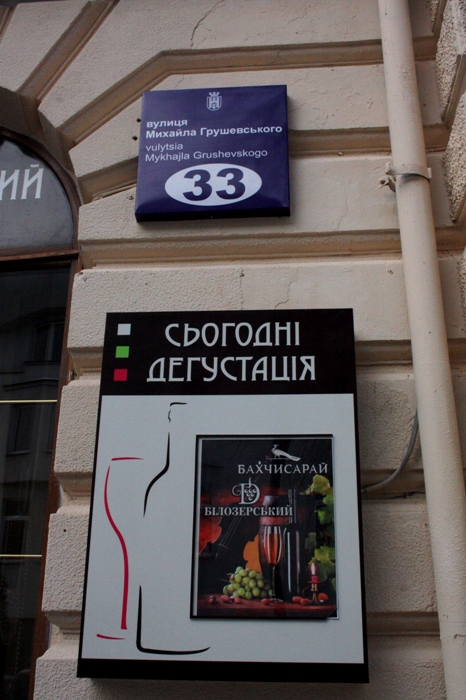 вулиця
Михайла Грушевського
vulytsia
Mykhajla Grushevskogo
33
ИЙ
СЬОГОДНІ
ДЕГУСТАЦІЯ
БАХЧИСАРАЙ
БІЛОЗЕРСЬКИЙ